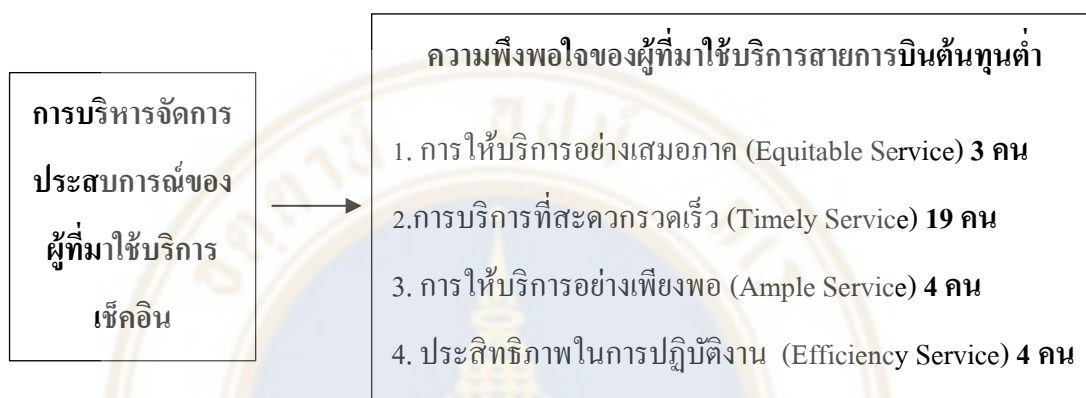 การบริหารจัดการ
ประสบการณ์ของ
ผู้ที่มาใช้บริการ
เช็คอิน
ความพึงพอใจของผู้ที่มาใช้บริการสายการบินต้นทุนต่ำ
1. การให้บริการอย่างเสมอภาค (Equitable Service) 3 คน
2.การบริการที่สะดวกรวดเร็ว (Timely Service) 19 คน
3. การให้บริการอย่างเพียงพอ (Ample Service) 4 คน
4. ประสิทธิภาพในการปฏิบัติงาน (Efficiency Service) 4 คน